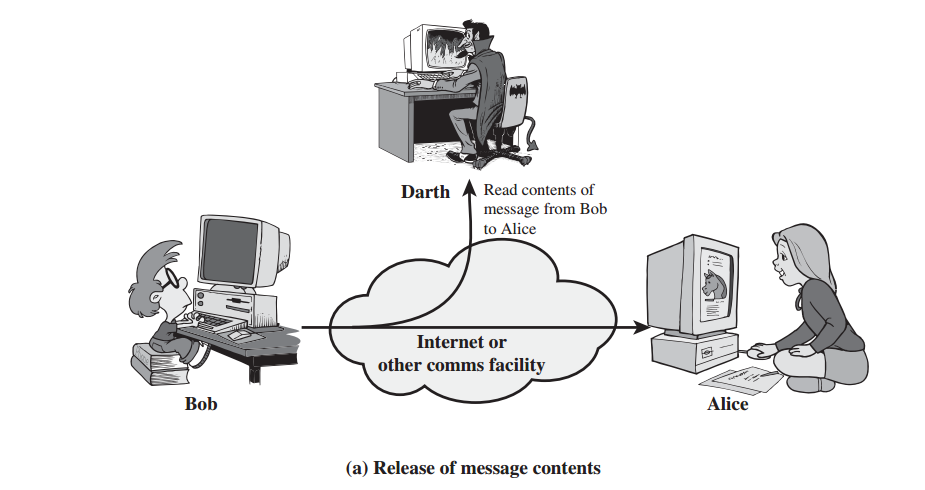 Darth
Read contents of
message from Bob
to Alice
Internet or
other comms facility
Bob
Alice
(a) Release of message contents